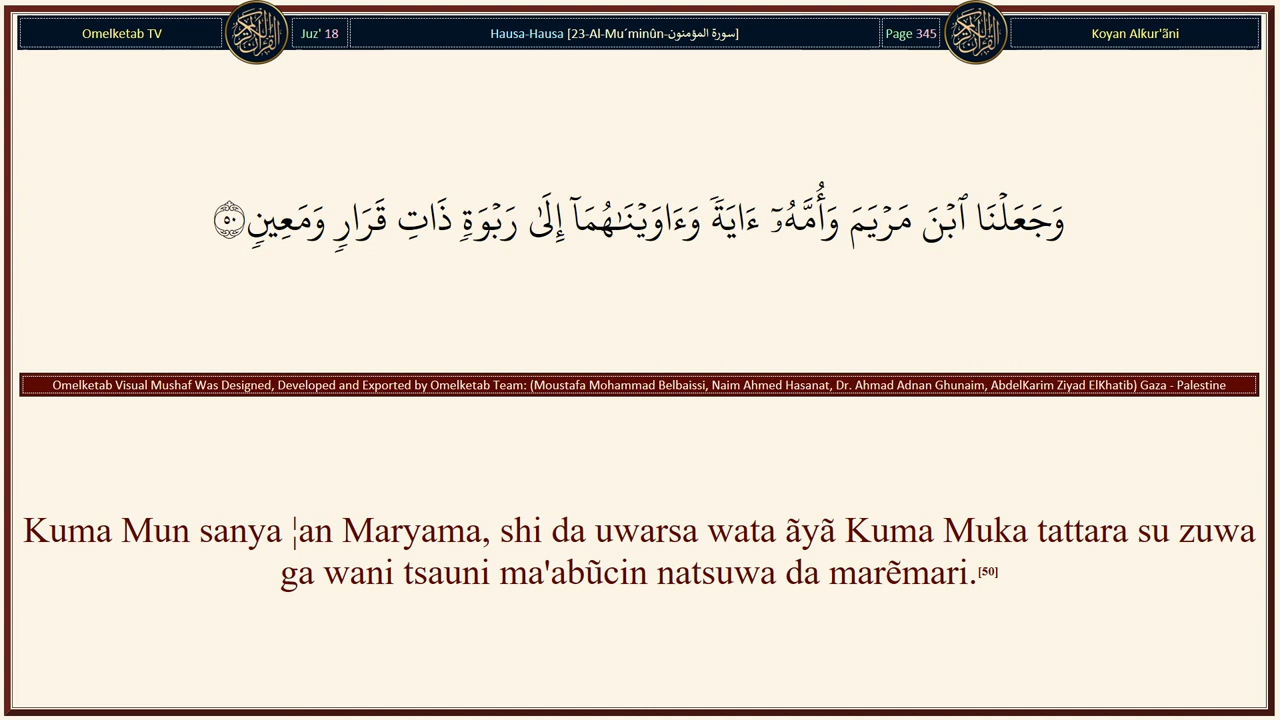 Omelketab TV
Juz' 18
Hausa-Hausa [23-Al-Mu´minûn-سورة المؤمنون]
Page 345
Koyan Alƙur'ãni
وَجَعَلْنَا ٱبْنَ مَرْيَمَ وَأُمَّهُۥٓ ءَايَةًۭ وَءَاوَيْنَـٰهُمَآ إِلَىٰ رَبْوَةٍۢ ذَاتِ قَرَارٍۢ وَمَعِينٍۢ ٥٠
Omelketab Visual Mushaf Was Designed, Developed and Exported by Omelketab Team: (Moustafa Mohammad Belbaissi, Naim Ahmed Hasanat, Dr. Ahmad Adnan Ghunaim, AbdelKarim Ziyad ElKhatib) Gaza - Palestine
Kuma Mun sanya ¦an Maryama, shi da uwarsa wata ãyã Kuma Muka tattara su zuwa
ga wani tsauni ma'abũcin natsuwa da marẽmari.[50]